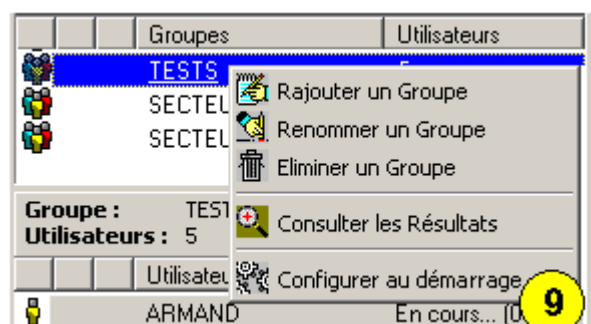 Groupes Utilisateurs
TESTS
Rajouter un Groupe
SECTEU
Renommer un Groupe
SECTEU
Eliminer un Groupe
Groupe : TEST
Consulter les Résultats
Utilisateurs : 5
Utilisateu
Configurer au démarrage
9
ARMAND En cours... (0